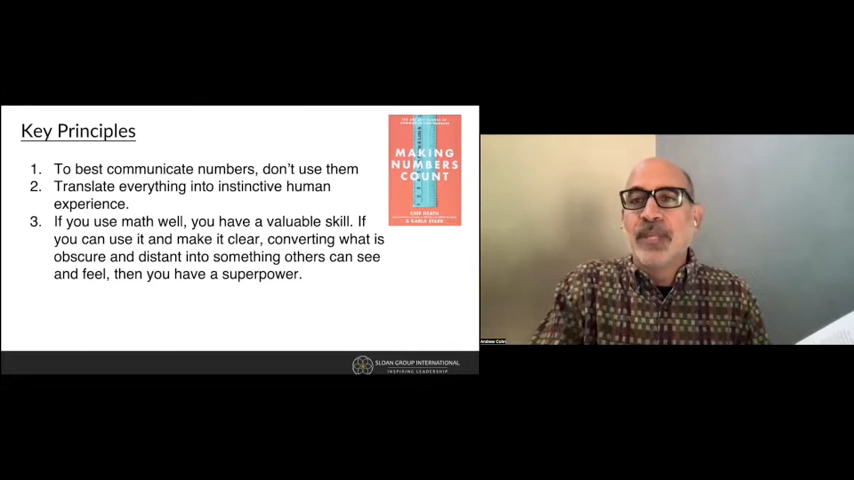 Key Principles
1. To best communicate numbers, don't use them
2. Translate everything into instinctive human
experience.
3. If you use math well, you have a valuable skill. If
you can use it and make it clear, converting what is
obscure and distant into something others can see
and feel, then you have a superpower.
MAKING
NUMBERS
COUNT
CHIP HEATH
& KARLA STARR
SLOAN GROUP INTERNATIONAL
INSPIRING LEADERSHIP
Andrew